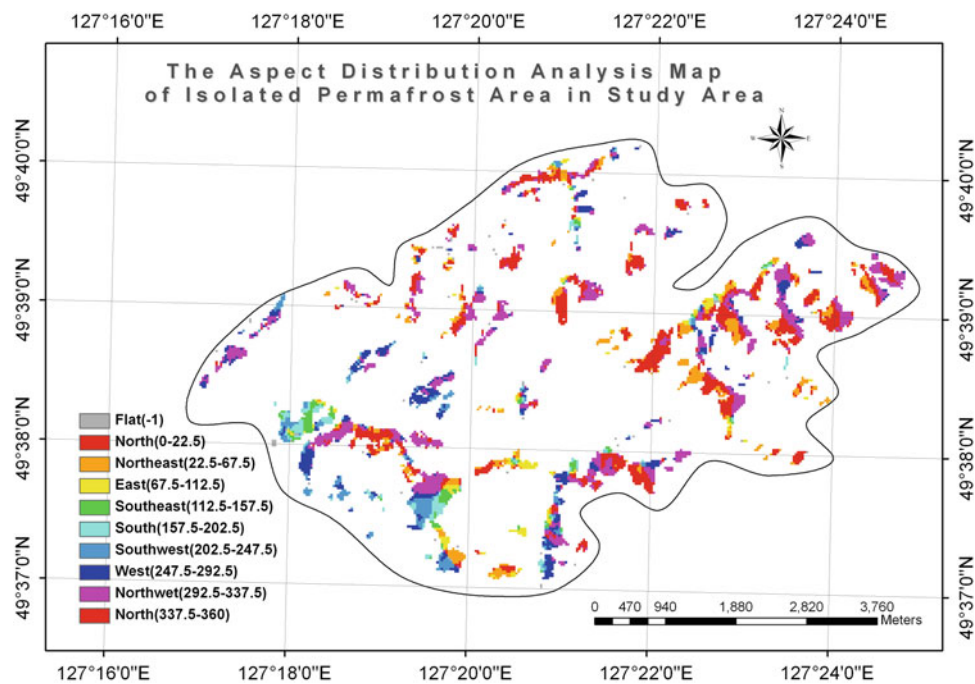 127°16'0"E 127°18'0"E 127°20'0"E 127°22'0"E 127°24'0"E
The Aspect Distribution Analysis Map
of Isolated Permafrost Area in Study Area
N
W E
S
49°40'0"N 49°40'0"N
49°39'0"N 49°39'0"N
49°38'0"N 49°38'0"N
49°37'0"N 49°37'0"N
Flat(-1)
North(0-22.5)
Northeast(22.5-67.5)
East(67.5-112.5)
Southeast(112.5-157.5)
South(157.5-202.5)
Southwest(202.5-247.5)
West(247.5-292.5)
Northwet(292.5-337.5)
North(337.5-360)
0 470 940 1,880 2,820 3,760
Meters
127°16'0"E 127°18'0"E 127°20'0"E 127°22'0"E 127°24'0"E